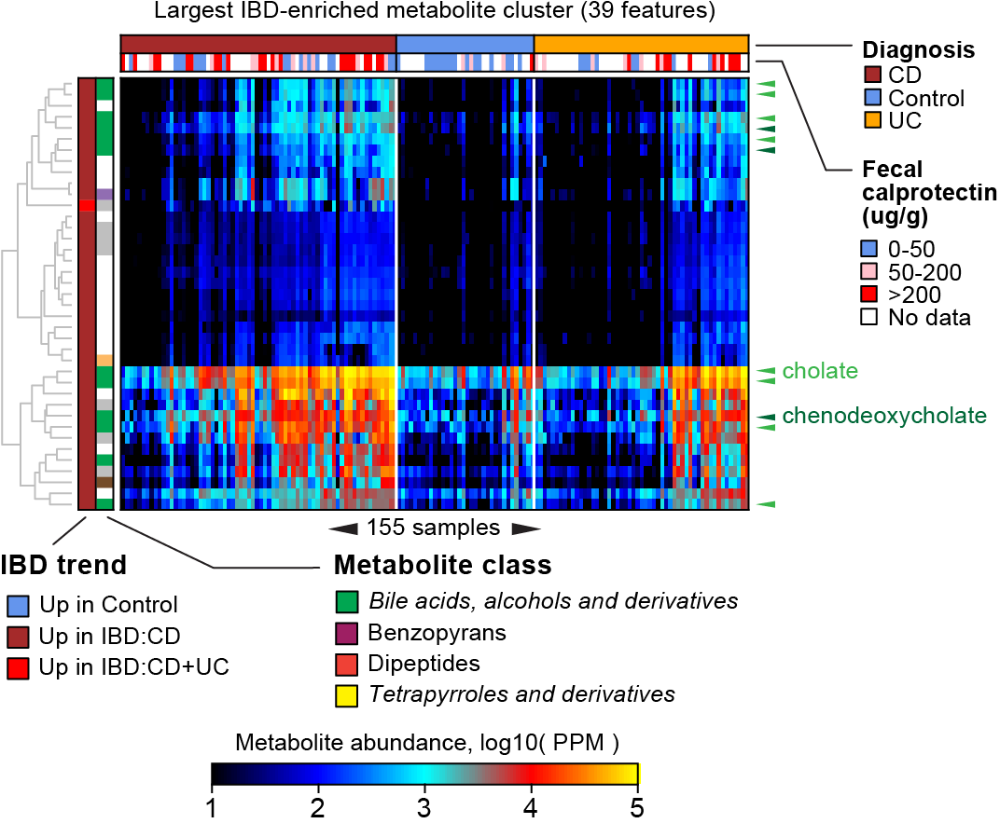 Largest IBD-enriched metabolite cluster (39 features)
Diagnosis
CD
Control
UC
Fecal
calprotectin
(ug/g)
0-50
50-200
>200
No data
cholate
chenodeoxycholate
155 samples
IBD trend
Up in Control
Up in IBD:CD
Up in IBD:CD+UC
Metabolite class
Bile acids, alcohols and derivatives
Benzopyrans
Dipeptides
Tetrapyrroles and derivatives
Metabolite abundance, log10( PPM )
1 2 3 4 5